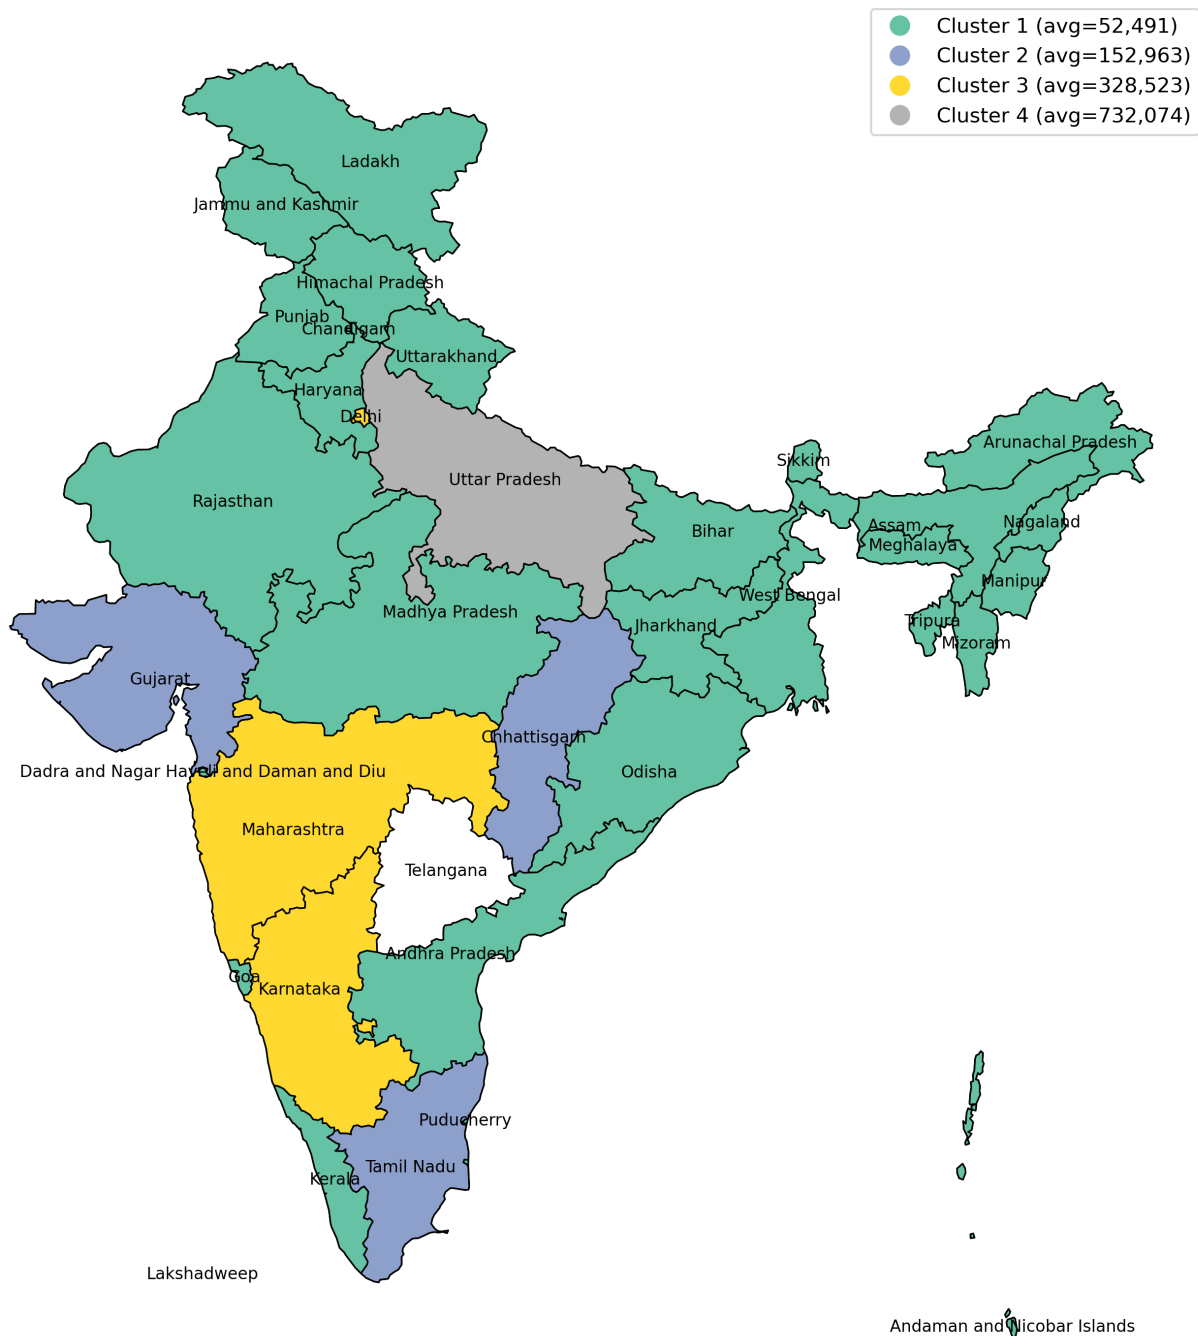 Cluster 1 (avg=52,491)
Cluster 2 (avg=152,963)
Cluster 3 (avg=328,523)
Cluster 4 (avg=732,074)
Ladakh
Jammu and Kashmir
Himachal Pradesh
Punjab
Chandigarh
Uttarakhand
Haryana
Delhi
Arunachal Pradesh
Sikkim
Uttar Pradesh
Rajasthan
Nagaland
Assam
Bihar
Meghalaya
Manipur
West Bengal
Madhya Pradesh
Tripura
Jharkhand
Mizoram
Gujarat
Chhattisgarh
Dadra and Nagar Haveli and Daman and Diu
Odisha
Maharashtra
Telangana
Andhra Pradesh
Goa
Karnataka
Puducherry
Tamil Nadu
Kerala
Lakshadweep
Andaman and Nicobar Islands